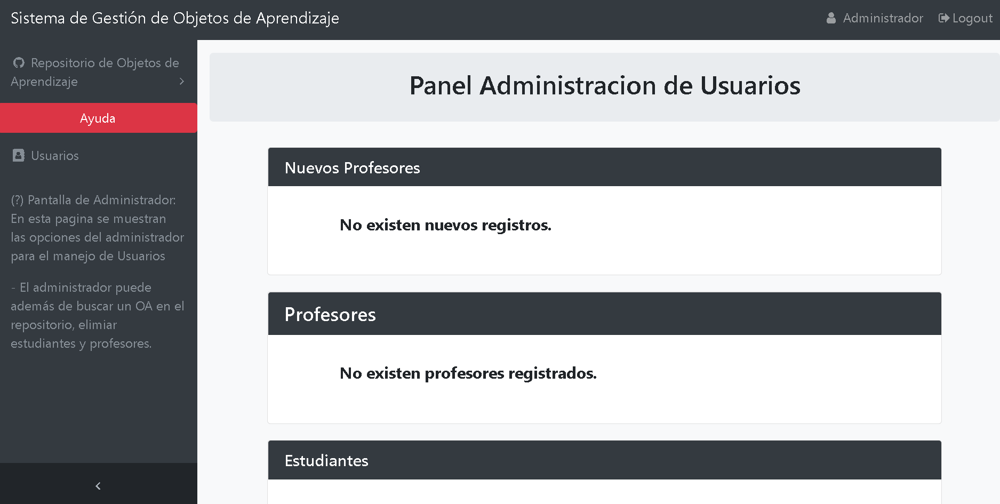 Sistema de Gestión de Objetos de Aprendizaje
Administrador
Logout
Repositorio de Objetos de
Aprendizaje
Ayuda
Usuarios
(?) Pantalla de Administrador:
En esta pagina se muestran
las opciones del administrador
para el manejo de Usuarios
- El administrador puede
además de buscar un OA en el
repositorio, elimiar
estudiantes y profesores.
Panel Administracion de Usuarios
Nuevos Profesores
No existen nuevos registros.
Profesores
No existen profesores registrados.
Estudiantes